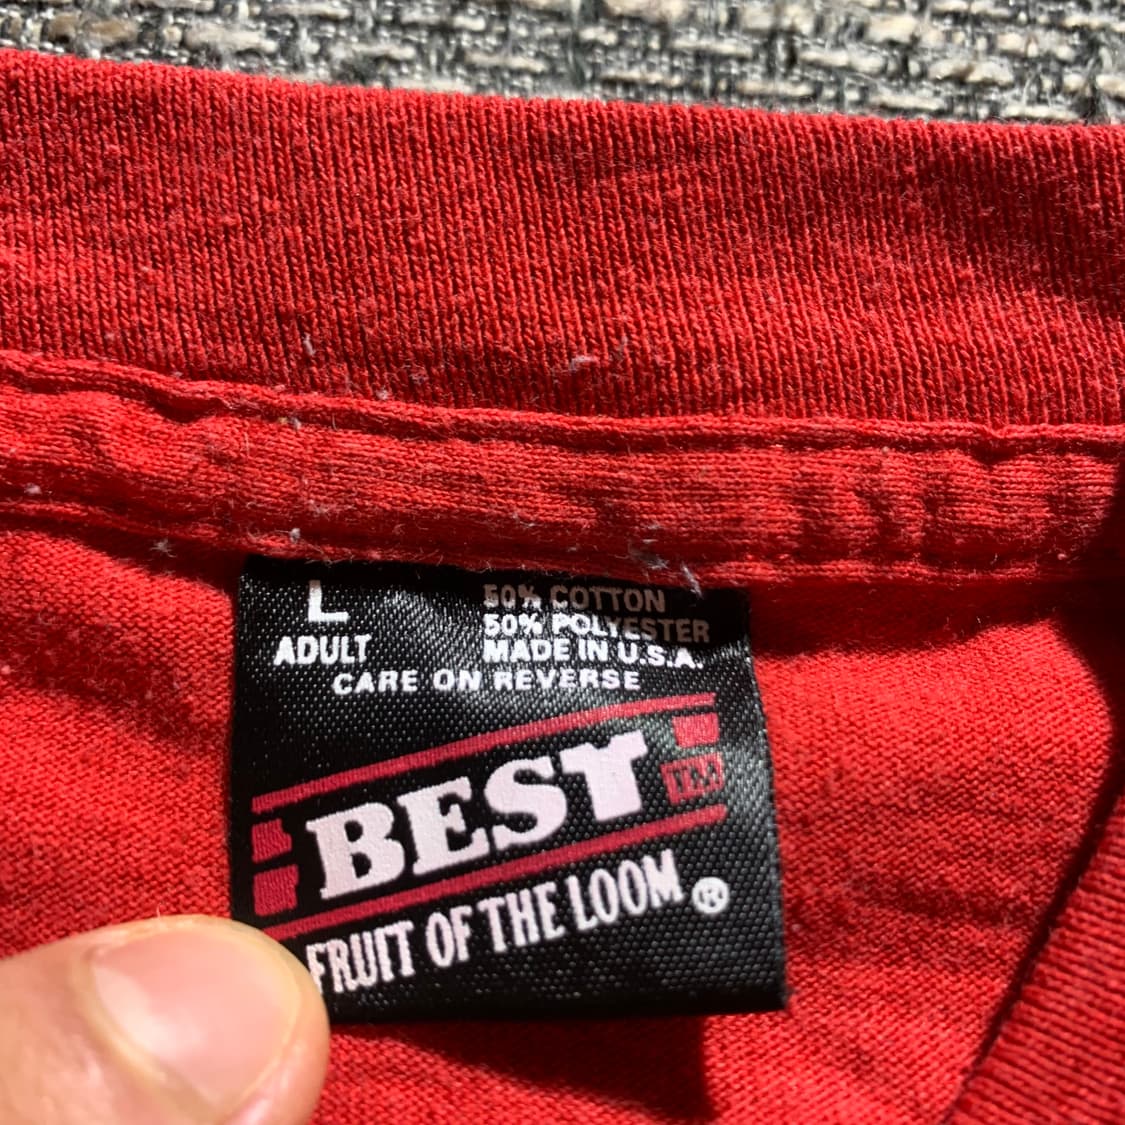 L
ADULT
50% COTTON
50% POLYESTER
MADE IN U.S.A.
CARE ON REVERSE
BEST TM
FRUIT OF THE LOOM ®